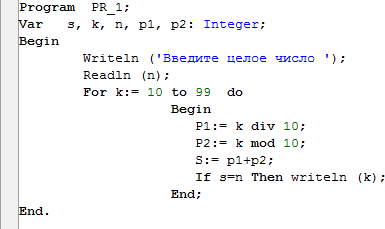 Program PR_1;
Var s, k, n, p1, p2: Integer;
Begin
Writeln ('Введите целое число ');
Readln (n);
For k:= 10 to 99 do
Begin
P1:= k div 10;
P2:= k mod 10;
S:= p1+p2;
If s=n Then writeln (k);
End;
End.